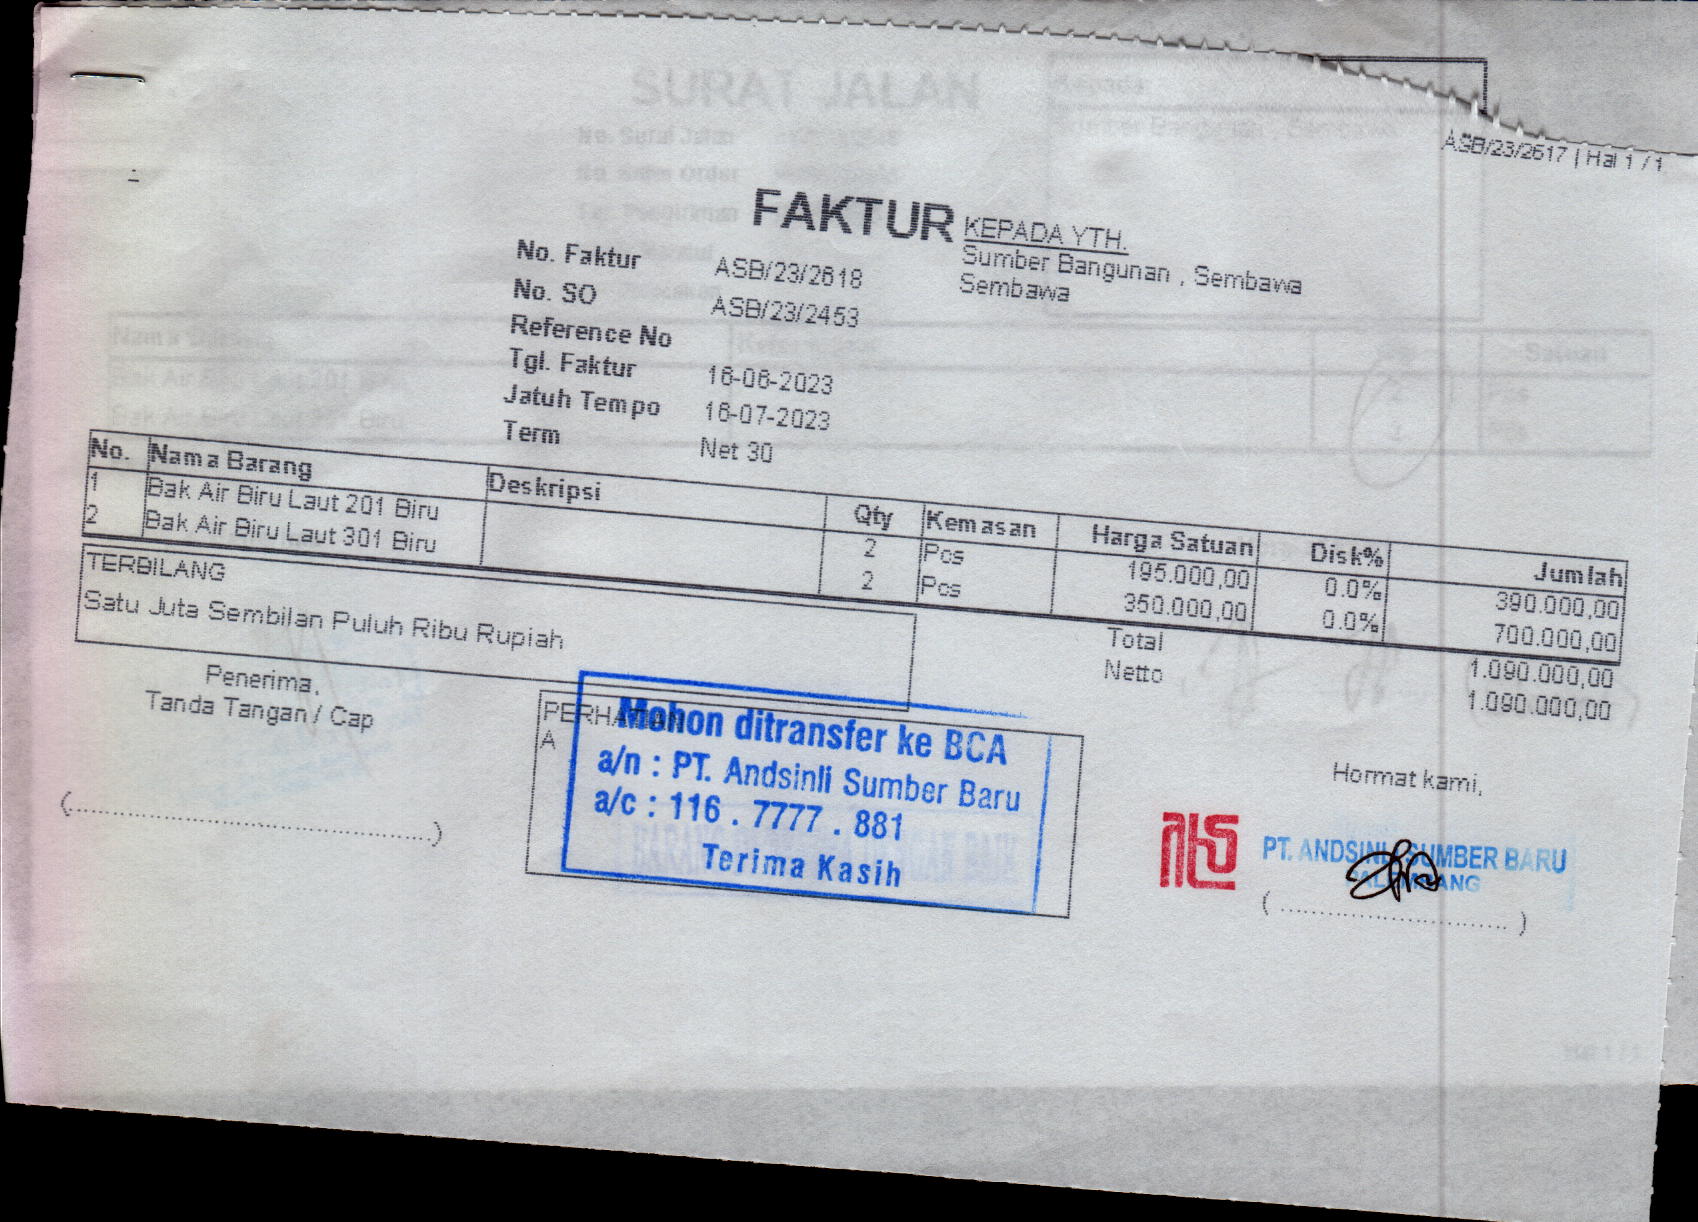 ASB/23/2617 | Hal 1 / 1
FAKTUR
KEPADA YTH.
Sumber Bangunan , Sembawa
Sembawa
No. Faktur ASB/23/2618
No. SO ASB/23/2453
Reference No
Tgl. Faktur 16-06-2023
Jatuh Tempo 16-07-2023
Term Net 30
No. Nama Barang Deskripsi Qty Kemasan Harga Satuan Disk% Jumlah
1 Bak Air Biru Laut 201 Biru 2 Pcs 195.000,00 0.0% 390.000,00
2 Bak Air Biru Laut 301 Biru 2 Pcs 350.000,00 0.0% 700.000,00
TERBILANG
Satu Juta Sembilan Puluh Ribu Rupiah
Total 1.090.000,00
Netto 1.090.000,00
Penerima,
Tanda Tangan / Cap
(................................................)
A
Mohon ditransfer ke BCA
a/n : PT. Andsinli Sumber Baru
a/c : 116 . 7777 . 881
Terima Kasih
Hormat kami,
PT. ANDSINLI SUMBER BARU
PALEMBANG
( ................................ )
SURAT JALAN